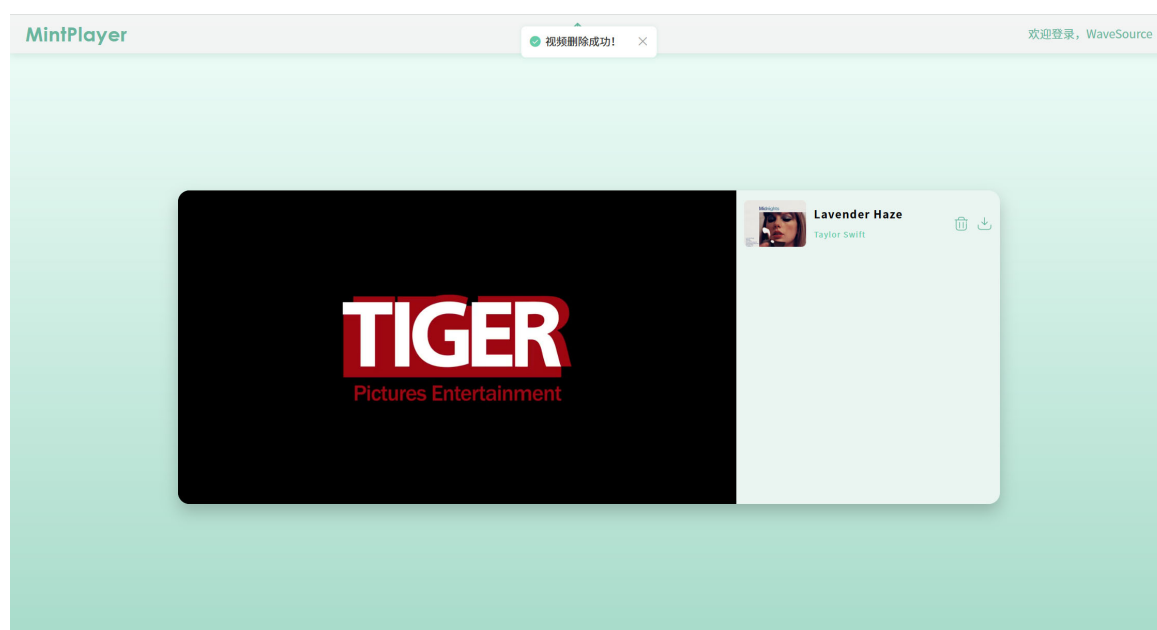 MintPlayer
视频删除成功!
欢迎登录，WaveSource
TIGER
Pictures Entertainment
Midnights
Lavender Haze
Taylor Swift